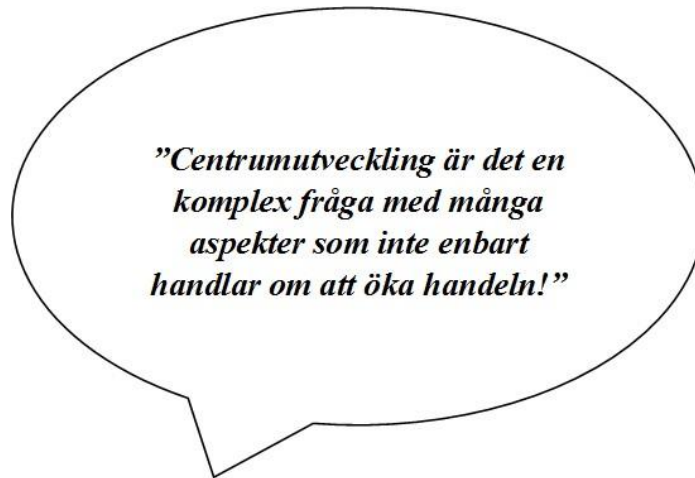 ”Centrumutveckling är det en
komplex fråga med många
aspekter som inte enbart
handlar om att öka handeln!”